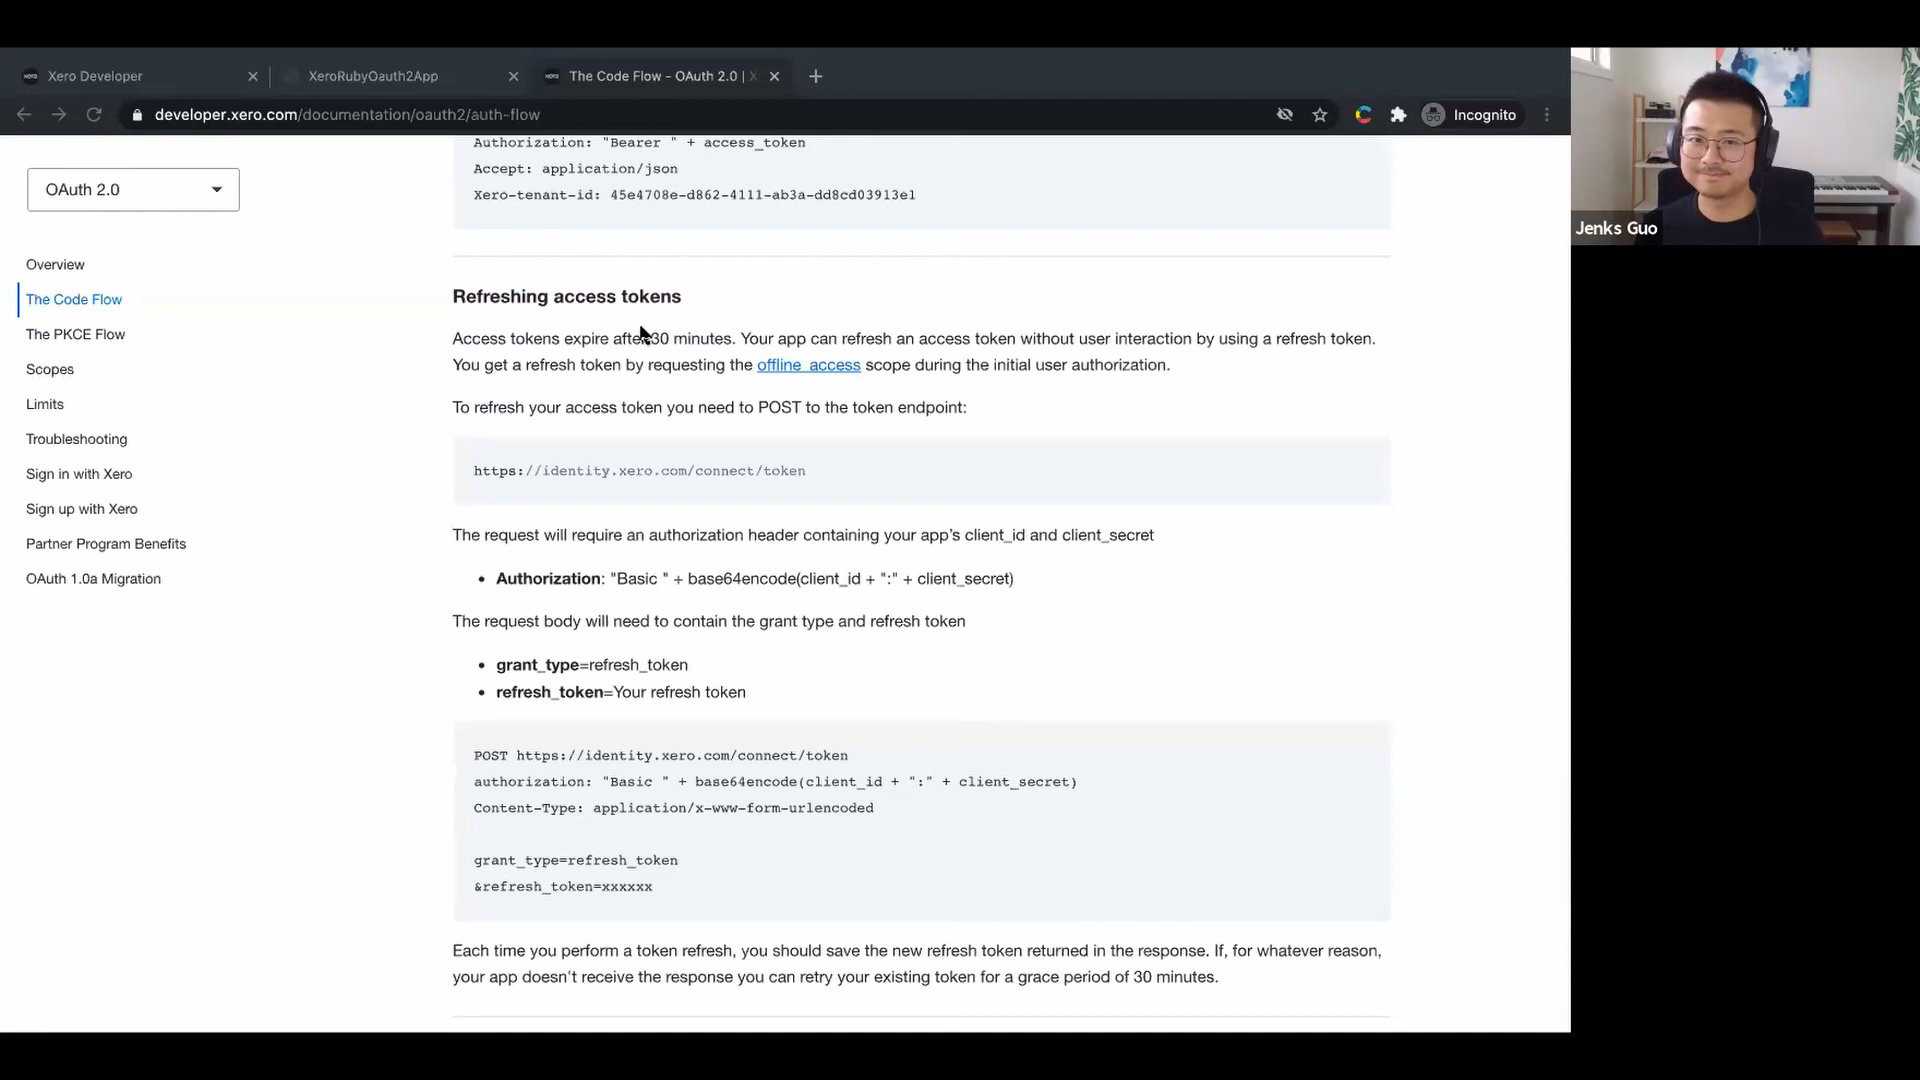 Xero Developer
XeroRubyOauth2App
The Code Flow - OAuth 2.0 | X
developer.xero.com/documentation/oauth2/auth-flow
Incognito
Jenks Guo
OAuth 2.0
Overview
The Code Flow
The PKCE Flow
Scopes
Limits
Troubleshooting
Sign in with Xero
Sign up with Xero
Partner Program Benefits
OAuth 1.0a Migration
Authorization: "Bearer " + access_token
Accept: application/json
Xero-tenant-id: 45e4708e-d862-4111-ab3a-dd8cd03913e1
Refreshing access tokens
Access tokens expire after 30 minutes. Your app can refresh an access token without user interaction by using a refresh token.
You get a refresh token by requesting the offline_access scope during the initial user authorization.
To refresh your access token you need to POST to the token endpoint:
https://identity.xero.com/connect/token
The request will require an authorization header containing your app’s client_id and client_secret
• Authorization: "Basic " + base64encode(client_id + ":" + client_secret)
The request body will need to contain the grant type and refresh token
• grant_type=refresh_token
• refresh_token=Your refresh token
POST https://identity.xero.com/connect/token
authorization: "Basic " + base64encode(client_id + ":" + client_secret)
Content-Type: application/x-www-form-urlencoded
grant_type=refresh_token
&refresh_token=xxxxxx
Each time you perform a token refresh, you should save the new refresh token returned in the response. If, for whatever reason,
your app doesn't receive the response you can retry your existing token for a grace period of 30 minutes.